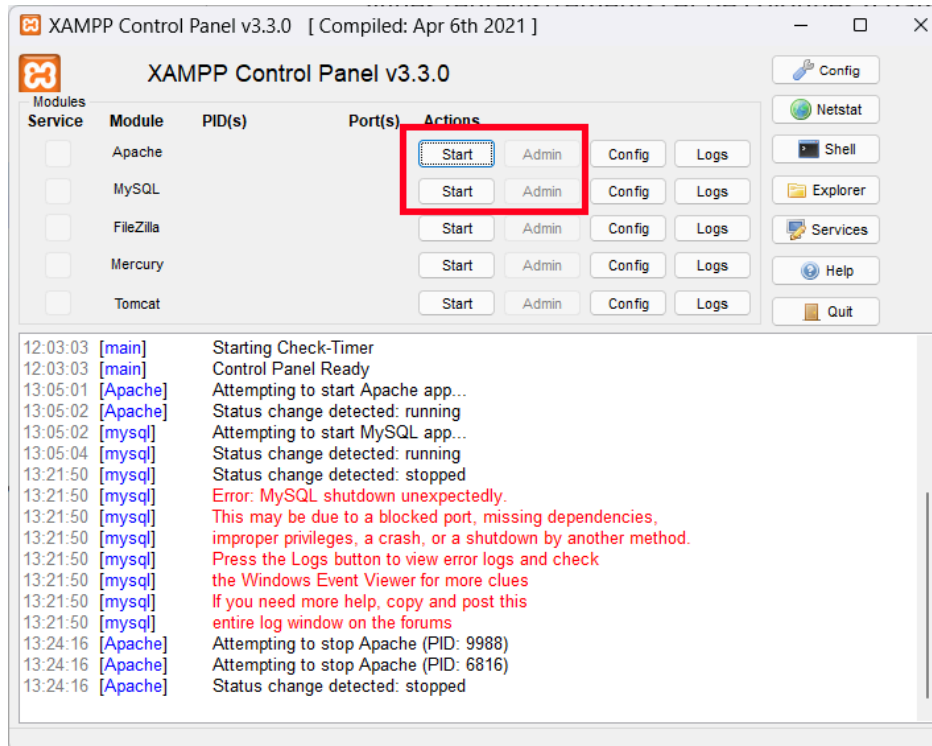 XAMPP Control Panel v3.3.0 [ Compiled: Apr 6th 2021 ]
XAMPP Control Panel v3.3.0
Config
Modules
Service Module PID(s) Port(s) Actions
Netstat
Apache Start Admin Config Logs
Shell
MySQL Start Admin Config Logs
Explorer
FileZilla Start Admin Config Logs
Services
Mercury Start Admin Config Logs
Help
Tomcat Start Admin Config Logs
Quit
12:03:03 [main] Starting Check-Timer
12:03:03 [main] Control Panel Ready
13:05:01 [Apache] Attempting to start Apache app...
13:05:02 [Apache] Status change detected: running
13:05:02 [mysql] Attempting to start MySQL app...
13:05:04 [mysql] Status change detected: running
13:21:50 [mysql] Status change detected: stopped
13:21:50 [mysql] Error: MySQL shutdown unexpectedly.
13:21:50 [mysql] This may be due to a blocked port, missing dependencies,
13:21:50 [mysql] improper privileges, a crash, or a shutdown by another method.
13:21:50 [mysql] Press the Logs button to view error logs and check
13:21:50 [mysql] the Windows Event Viewer for more clues
13:21:50 [mysql] If you need more help, copy and post this
13:21:50 [mysql] entire log window on the forums
13:24:16 [Apache] Attempting to stop Apache (PID: 9988)
13:24:16 [Apache] Attempting to stop Apache (PID: 6816)
13:24:16 [Apache] Status change detected: stopped